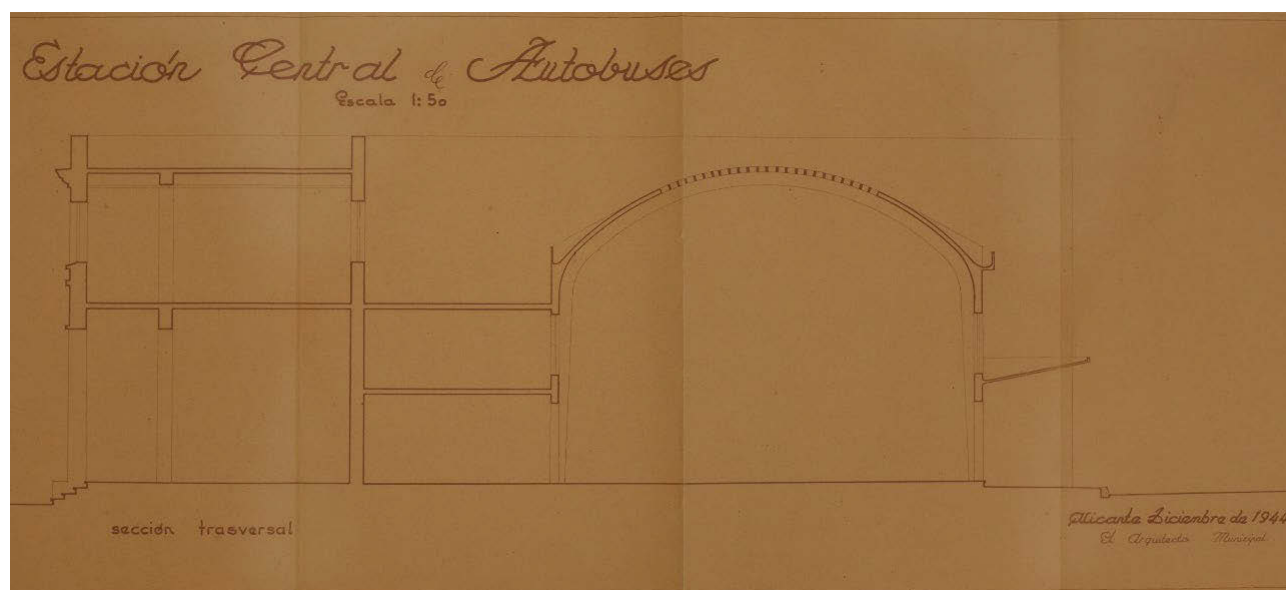 Estación Central de Autobuses
Escala 1:50
sección trasversal
Alicante Diciembre de 1944
El Arquitecto Municipal